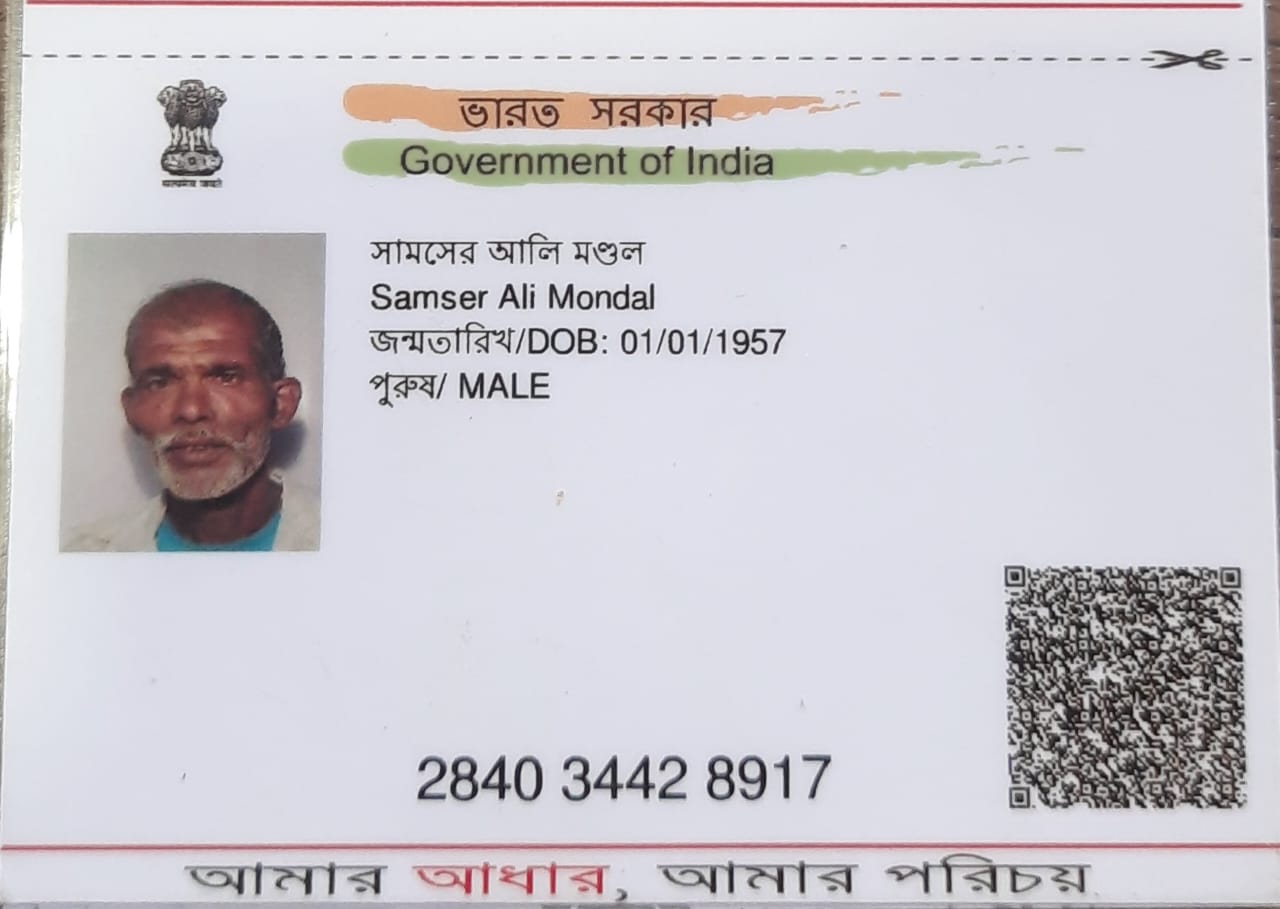 ভারত সরকার
Government of India
সামসের আলি মণ্ডল
Samser Ali Mondal
জন্মতারিখ/DOB: 01/01/1957
পুরুষ/ MALE
2840 3442 8917
আমার আধার, আমার পরিচয়